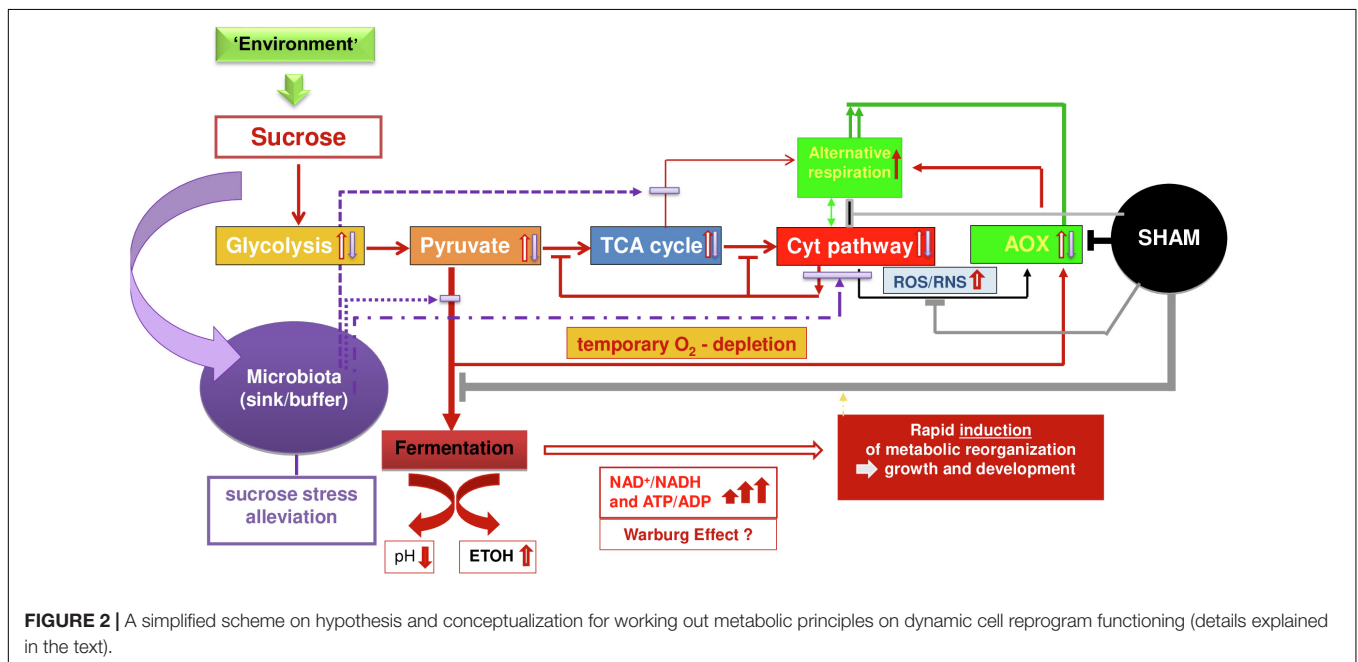 ‘Environment’
Sucrose
Glycolysis
Pyruvate
TCA cycle
Cyt pathway
Alternative
respiration
AOX
SHAM
ROS/RNS
temporary O₂ - depletion
Microbiota
(sink/buffer)
sucrose stress
alleviation
Fermentation
pH
ETOH
NAD⁺/NADH
and ATP/ADP
Warburg Effect ?
Rapid induction
of metabolic reorganization
growth and development
FIGURE 2 | A simplified scheme on hypothesis and conceptualization for working out metabolic principles on dynamic cell reprogram functioning (details explained
in the text).